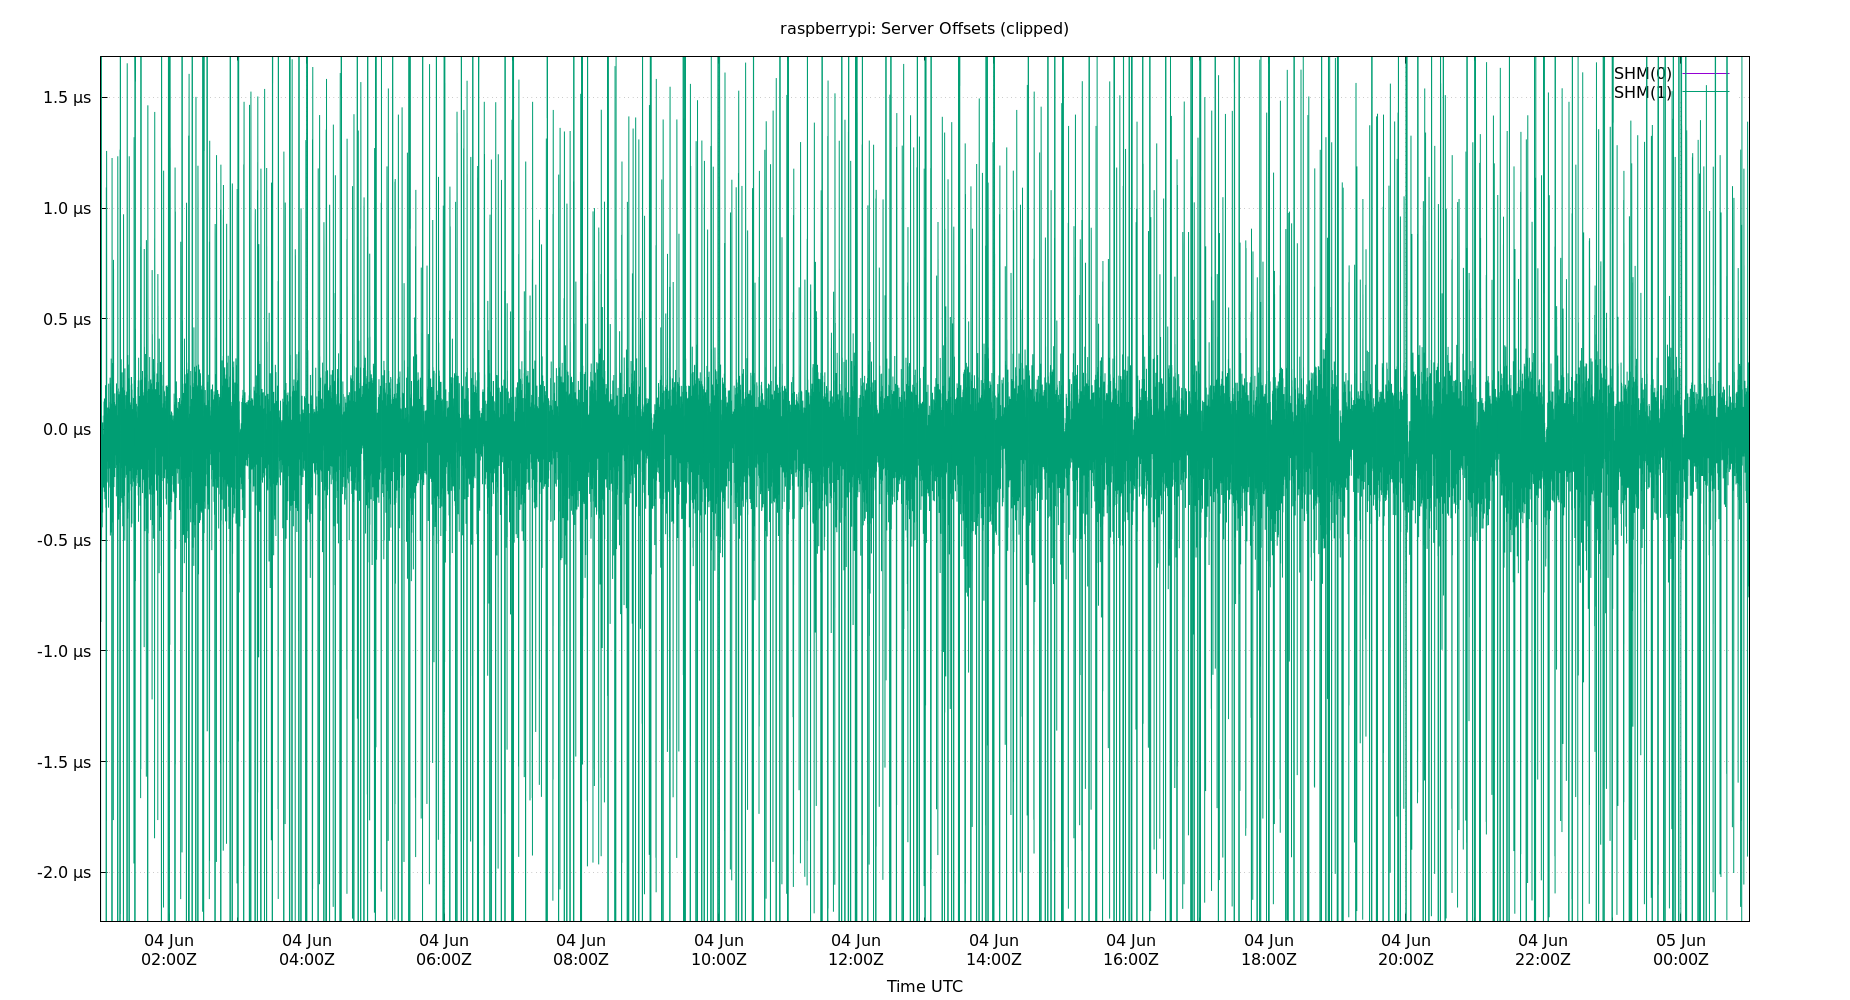 raspberrypi: Server Offsets (clipped)
SHM(0)
SHM(1)
1.5 µs
1.0 µs
0.5 µs
0.0 µs
-0.5 µs
-1.0 µs
-1.5 µs
-2.0 µs
04 Jun 04 Jun 04 Jun 04 Jun 04 Jun 04 Jun 04 Jun 04 Jun 04 Jun 04 Jun 04 Jun 05 Jun
02:00Z 04:00Z 06:00Z 08:00Z 10:00Z 12:00Z 14:00Z 16:00Z 18:00Z 20:00Z 22:00Z 00:00Z
Time UTC